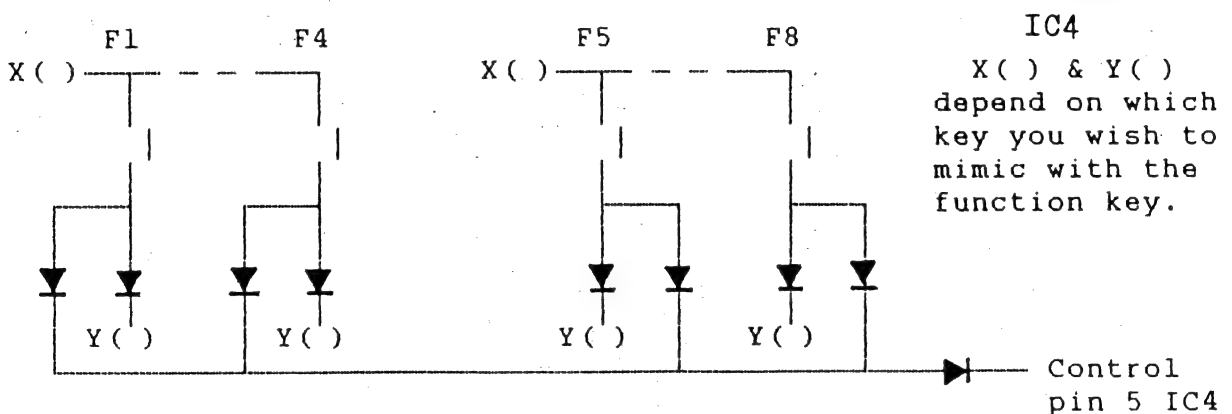 F1 F4 F5 F8 IC4
X( ) X( ) X( ) & Y( )
depend on which
key you wish to
mimic with the
function key.
Y( ) Y( ) Y( ) Y( )
Control
pin 5 IC4